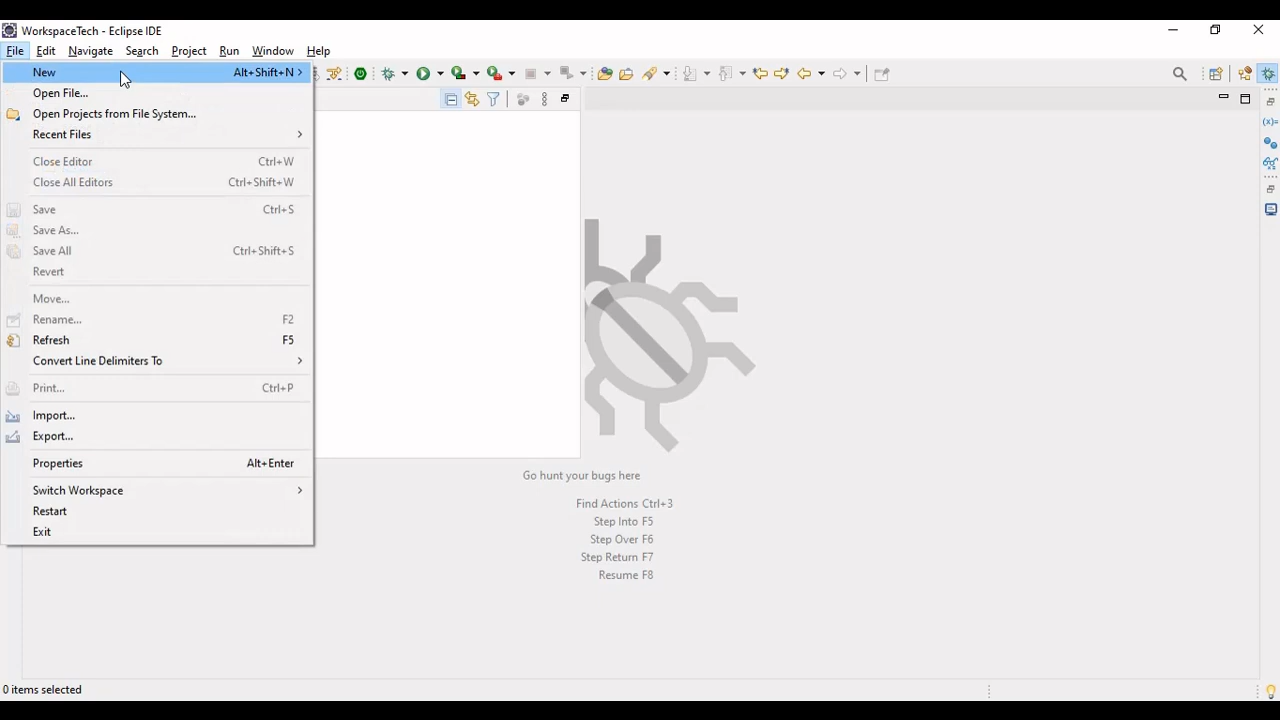 WorkspaceTech - Eclipse IDE
File Edit Navigate Search Project Run Window Help
New Alt+Shift+N
Open File...
Open Projects from File System...
Recent Files
Close Editor Ctrl+W
Close All Editors Ctrl+Shift+W
Save Ctrl+S
Save As...
Save All Ctrl+Shift+S
Revert
Move...
Rename... F2
Refresh F5
Convert Line Delimiters To
Print... Ctrl+P
Import...
Export...
Properties Alt+Enter
Switch Workspace
Restart
Exit
Go hunt your bugs here
Find Actions Ctrl+3
Step Into F5
Step Over F6
Step Return F7
Resume F8
(x)=
0 items selected